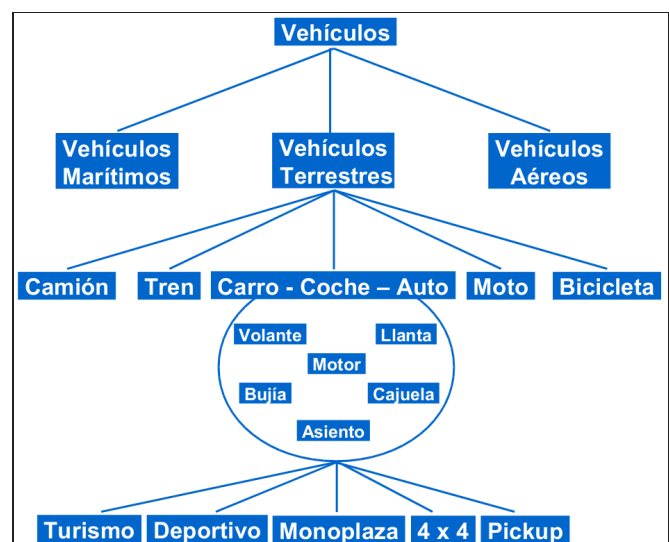 Vehículos
Vehículos
Marítimos
Vehículos
Terrestres
Vehículos
Aéreos
Camión
Tren
Carro - Coche – Auto
Moto
Bicicleta
Volante
Llanta
Motor
Bujía
Cajuela
Asiento
Turismo
Deportivo
Monoplaza
4 x 4
Pickup